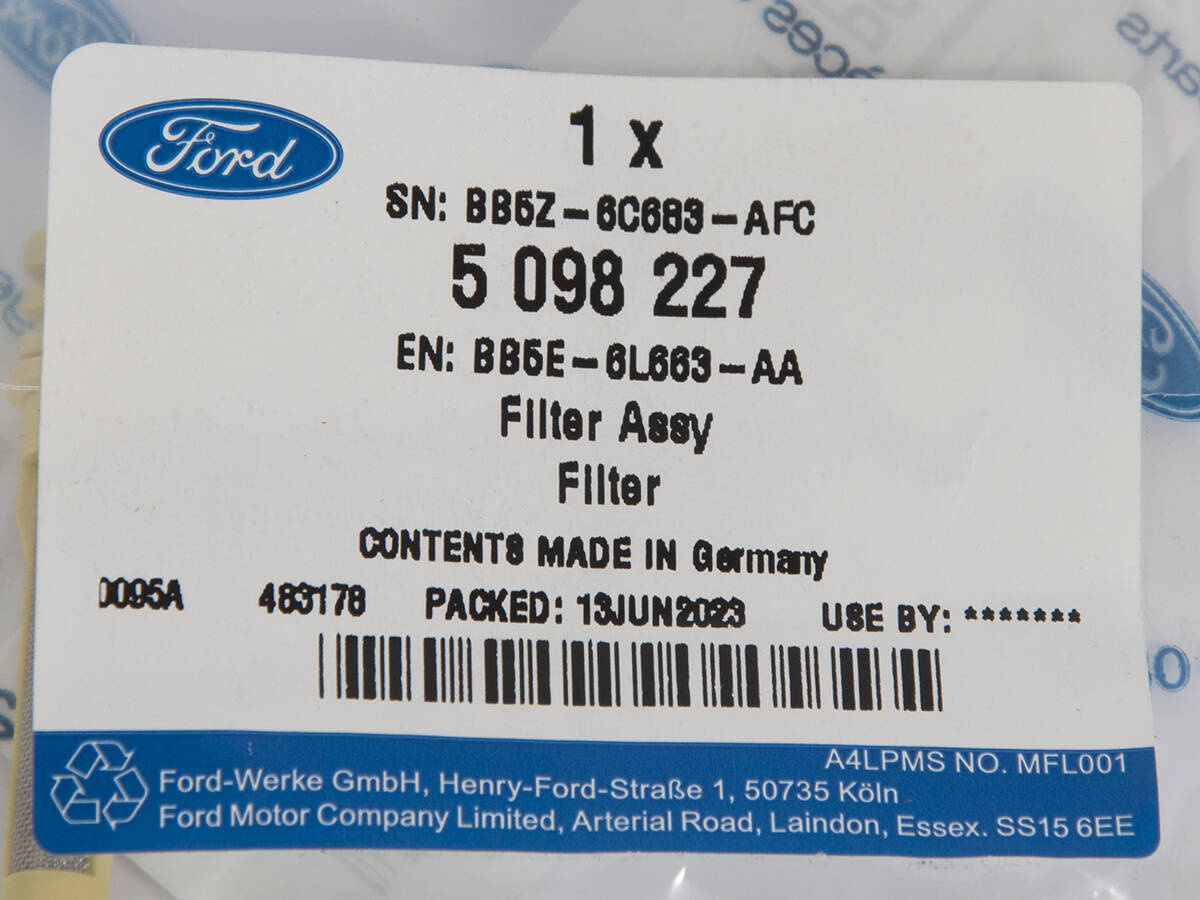 Ford
1 x
SN: BB5Z-6C683-AFC
5 098 227
EN: BB5E-6L663-AA
Filter Assy
Filter
CONTENTS MADE IN Germany
0095A 483178 PACKED: 13JUN2023 USE BY: *******
A4LPMS NO. MFL001
Ford-Werke GmbH, Henry-Ford-Straße 1, 50735 Köln
Ford Motor Company Limited, Arterial Road, Laindon, Essex. SS15 6EE